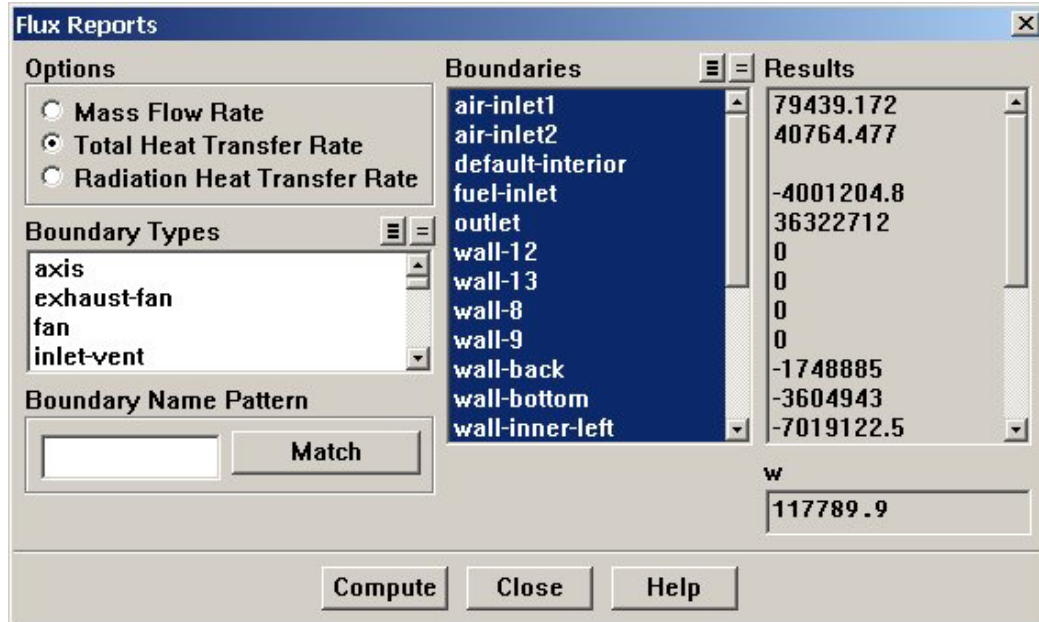 Flux Reports
Options
Mass Flow Rate
Total Heat Transfer Rate
Radiation Heat Transfer Rate
Boundary Types
axis
exhaust-fan
fan
inlet-vent
Boundary Name Pattern
Match
Boundaries
air-inlet1
air-inlet2
default-interior
fuel-inlet
outlet
wall-12
wall-13
wall-8
wall-9
wall-back
wall-bottom
wall-inner-left
Results
79439.172
40764.477
-4001204.8
36322712
0
0
0
0
-1748885
-3604943
-7019122.5
w
117789.9
Compute
Close
Help